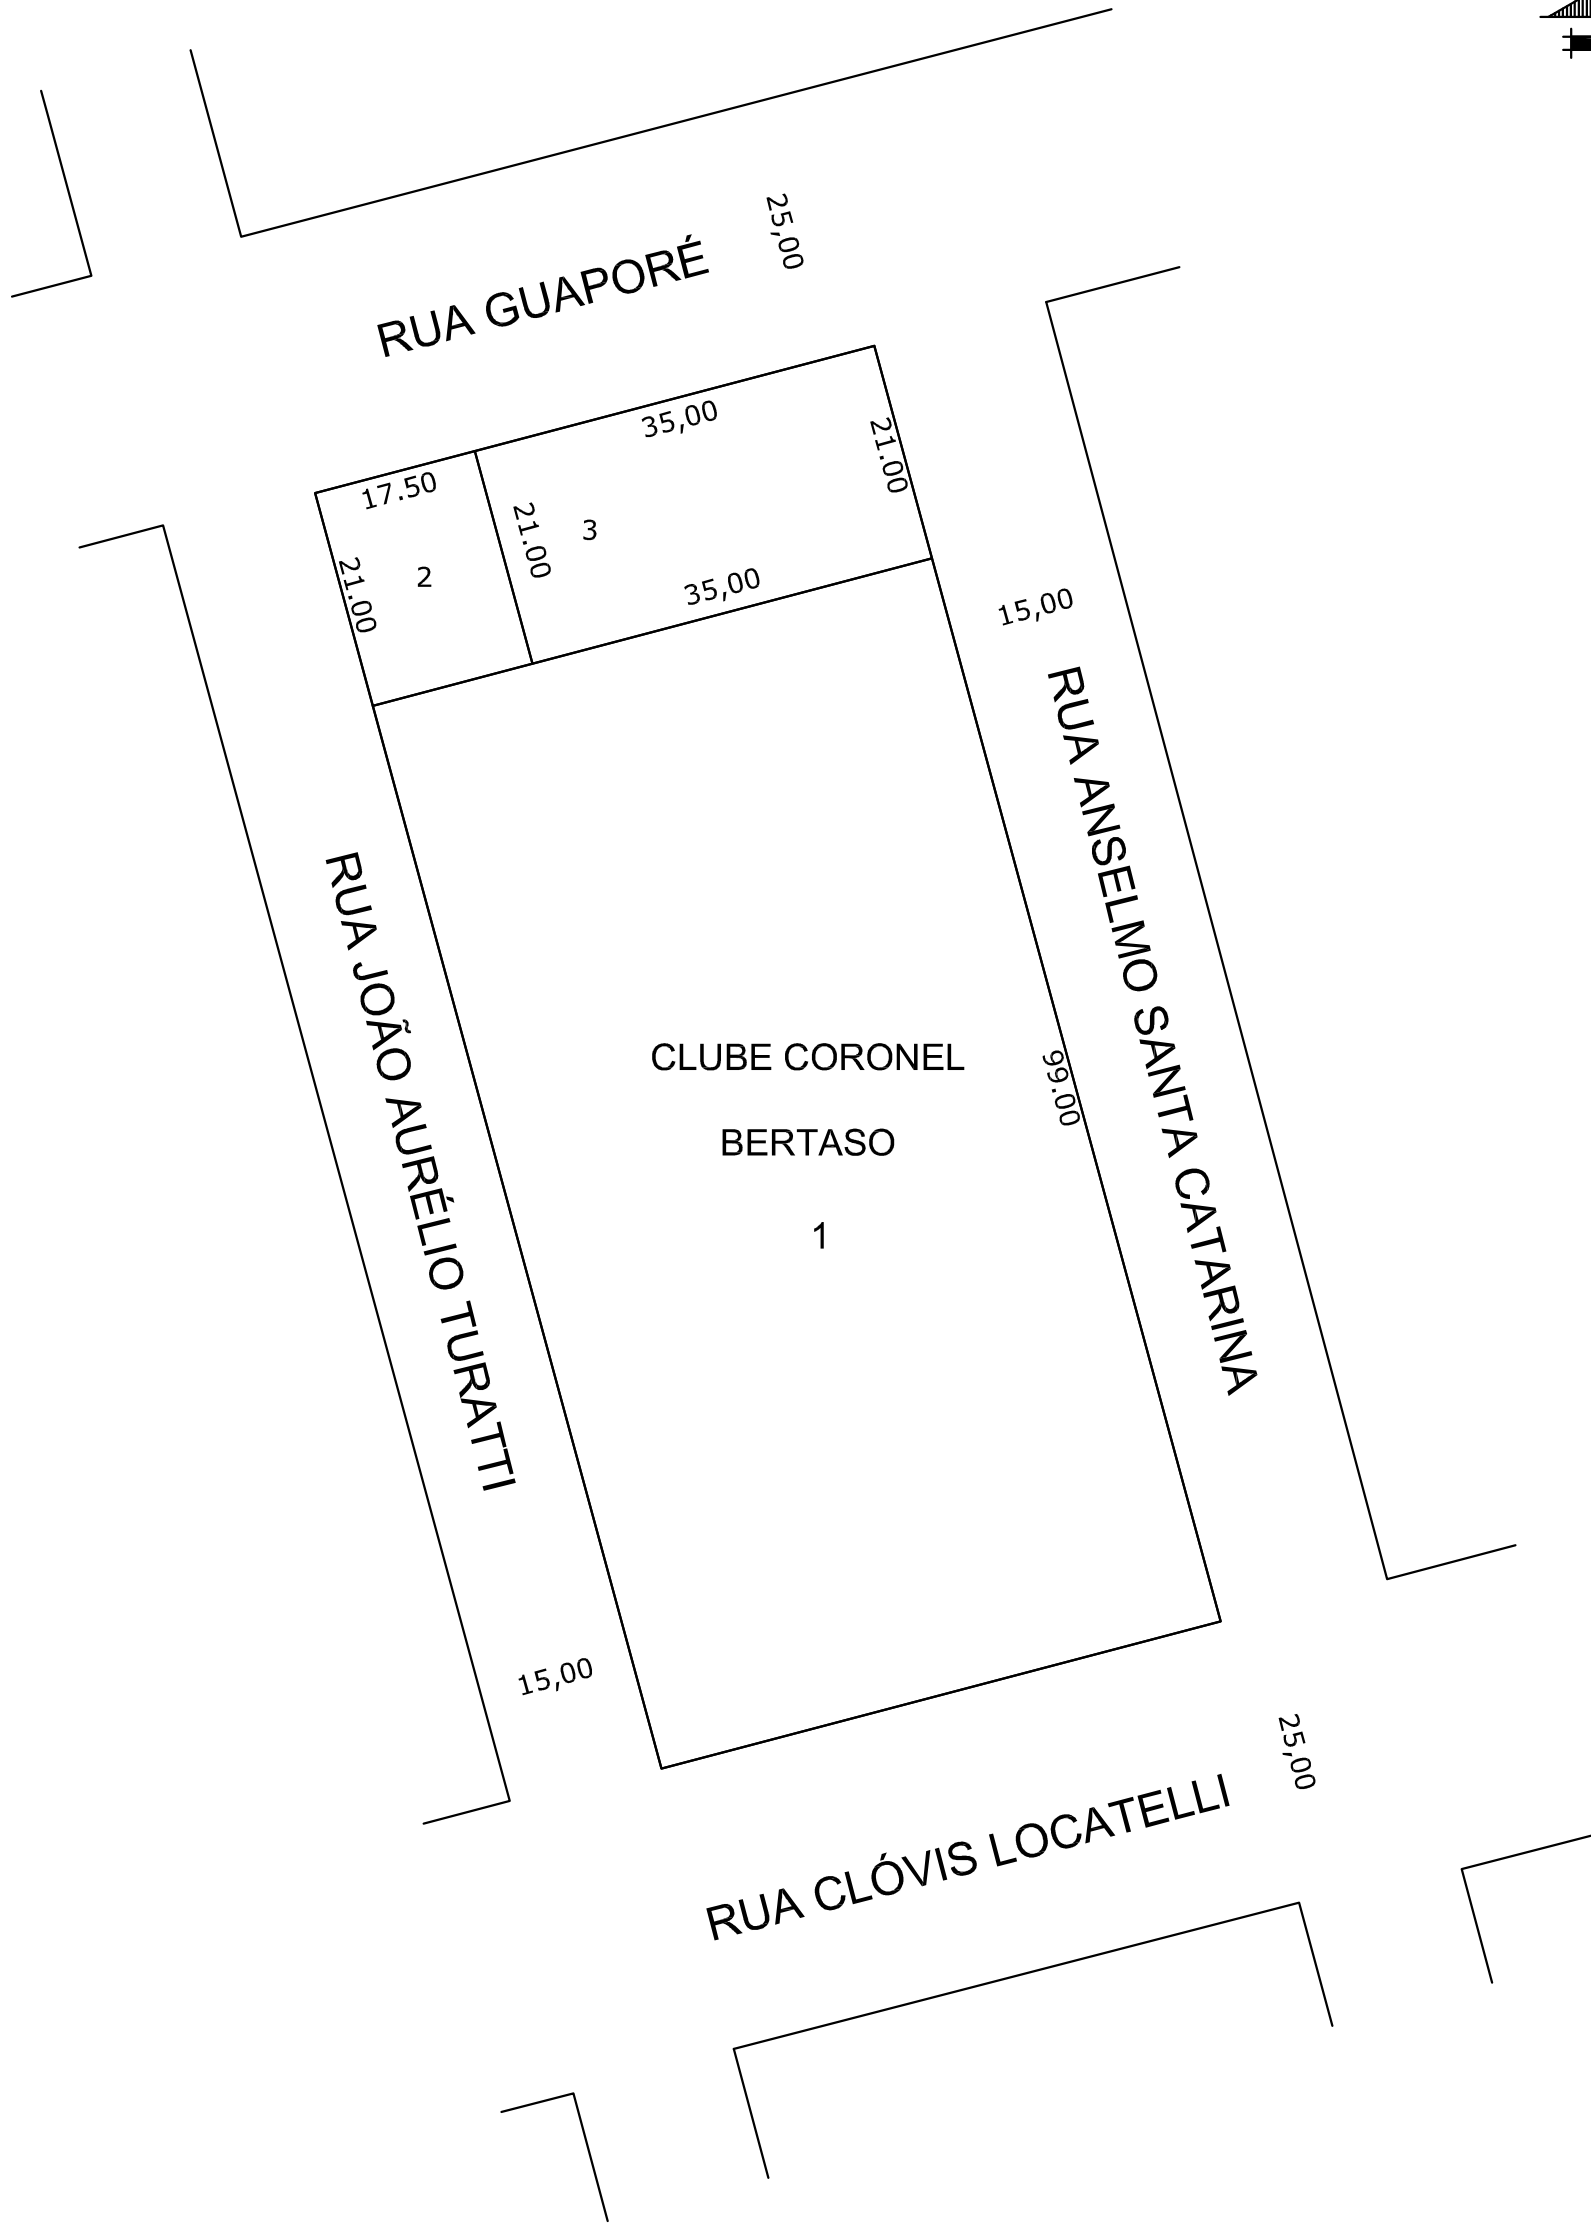 25,00
RUA GUAPORÉ
35,00
21.00
17.50
21.00
3
21.00
2
35,00
15,00
RUA ANSELMO SANTA CATARINA
RUA JOÃO AURÉLIO TURATTI
CLUBE CORONEL
BERTASO
1
99.00
15,00
25,00
RUA CLÓVIS LOCATELLI